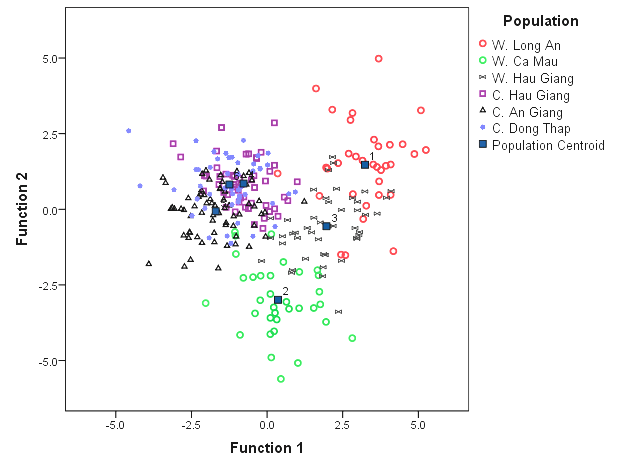 Population
W. Long An
W. Ca Mau
W. Hau Giang
C. Hau Giang
C. An Giang
C. Dong Thap
Population Centroid
Function 2
5.0
2.5
0.0
-2.5
-5.0
1
3
2
-5.0 -2.5 0.0 2.5 5.0
Function 1